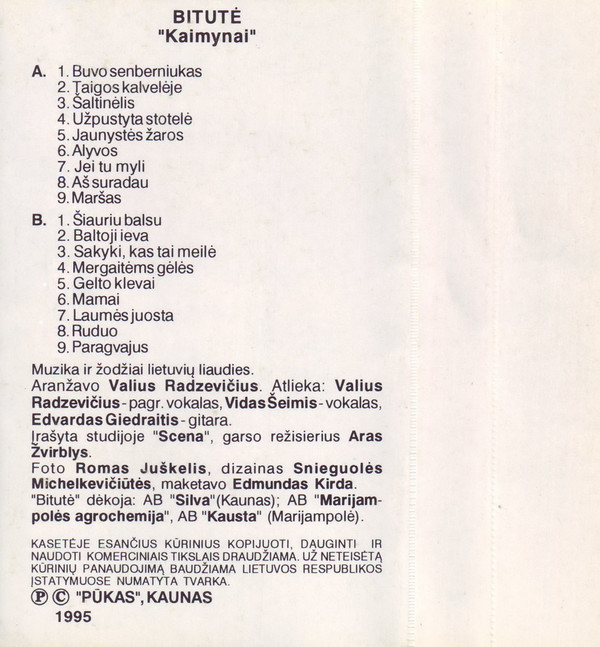 BITUTĖ
"Kaimynai"
A. 1. Buvo senberniukas
2. Taigos kalvelėje
3. Šaltinėlis
4. Užpustyta stotelė
5. Jaunystės žaros
6. Alyvos
7. Jei tu myli
8. Aš suradau
9. Maršas
B. 1. Šiauriu balsu
2. Baltoji ieva
3. Sakyki, kas tai meilė
4. Mergaitėms gėlės
5. Gelto klevai
6. Mamai
7. Laumės juosta
8. Ruduo
9. Paragvajus
Muzika ir žodžiai lietuvių liaudies.
Aranžavo Valius Radzevičius. Atlieka: Valius
Radzevičius - pagr. vokalas, Vidas Šeimis - vokalas,
Edvardas Giedraitis - gitara.
Įrašyta studijoje "Scena", garso režisierius Aras
Žvirblys.
Foto Romas Juškelis, dizainas Snieguolės
Michelkevičiūtės, maketavo Edmundas Kirda.
"Bitutė" dėkoja: AB "Silva"(Kaunas); AB "Marijam-
polės agrochemija", AB "Kausta" (Marijampolė).
KASETĖJE ESANČIUS KŪRINIUS KOPIJUOTI, DAUGINTI IR
NAUDOTI KOMERCINIAIS TIKSLAIS DRAUDŽIAMA. UŽ NETEISĖTĄ
KŪRINIŲ PANAUDOJIMĄ BAUDŽIAMA LIETUVOS RESPUBLIKOS
ĮSTATYMUOSE NUMATYTA TVARKA.
Ⓟ © "PŪKAS", KAUNAS
1995